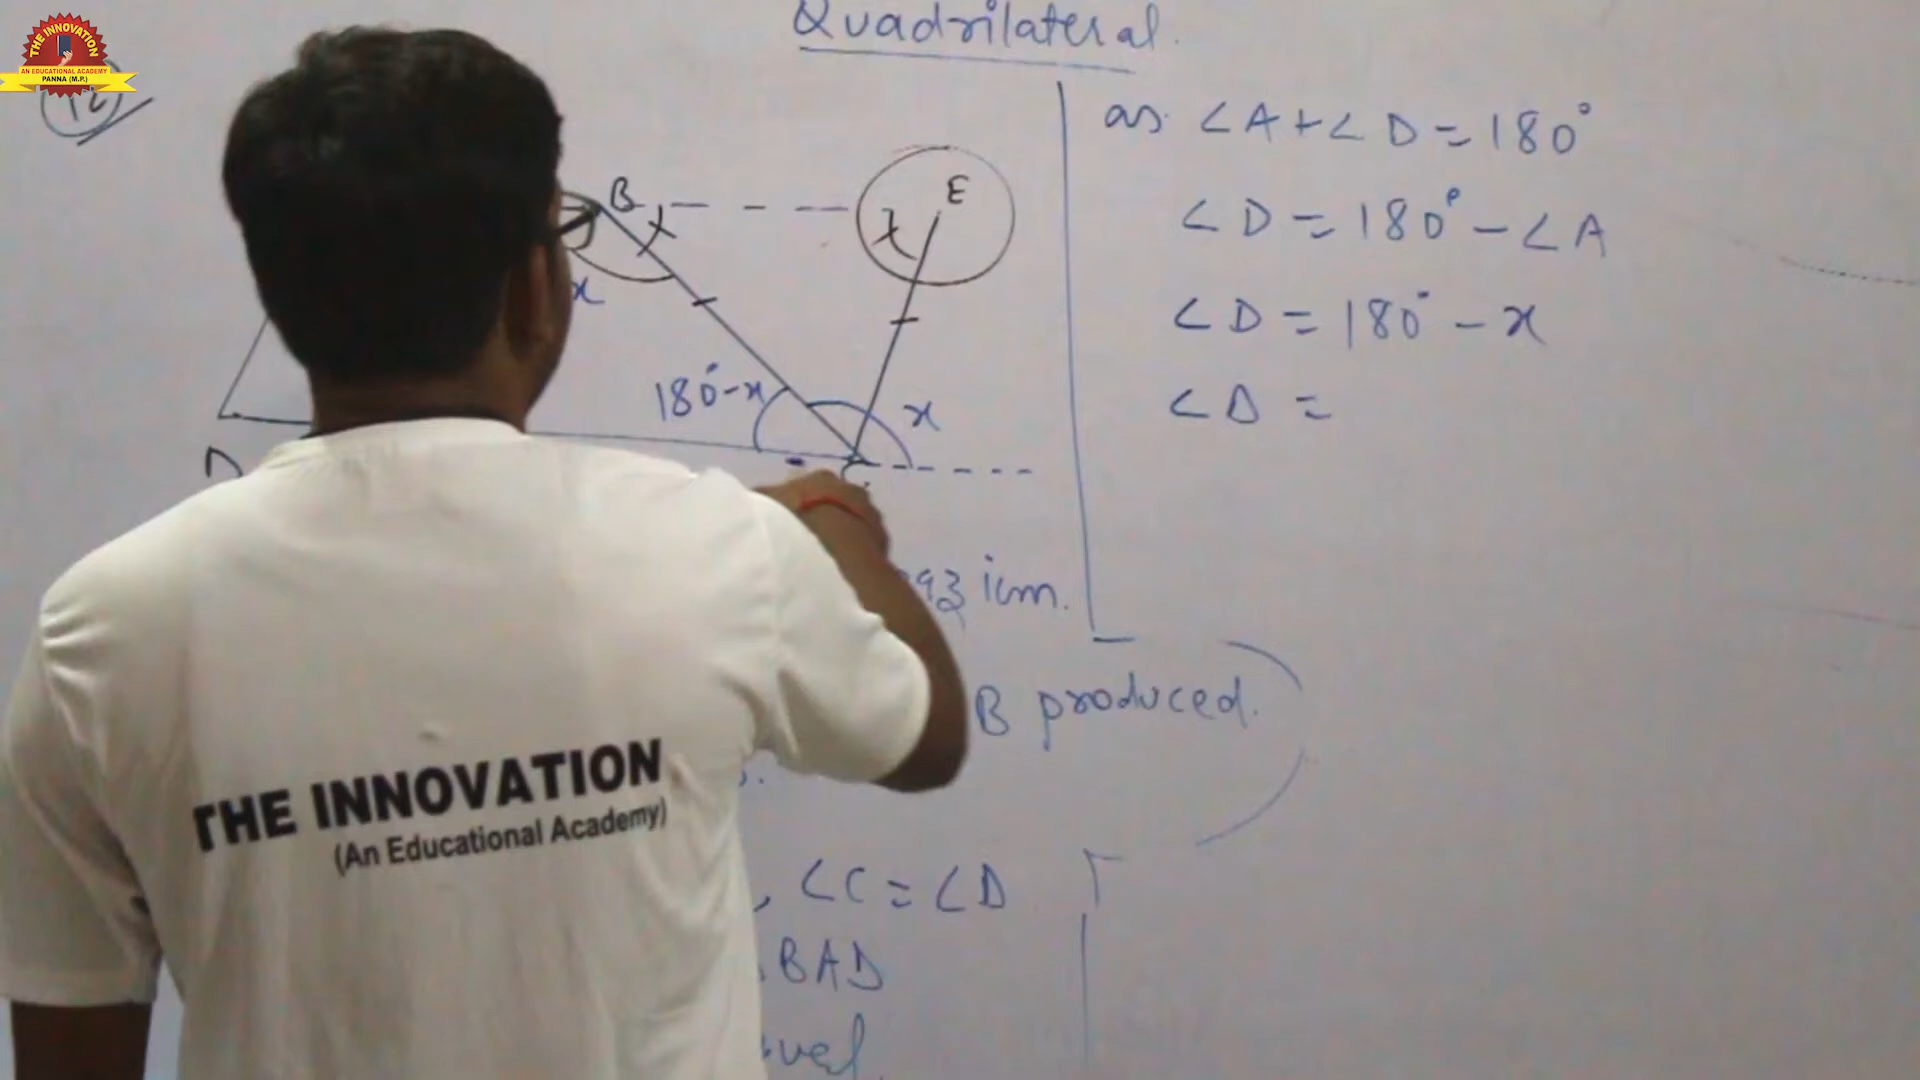 THE INNOVATION
AN EDUCATIONAL ACADEMY
PANNA (M.P.)
12
Quadrilateral.
B
E
x
180°-x
x
D
as ∠A+∠D=180°
∠D=180°-∠A
∠D=180°-x
∠D=
B produced.
, ∠C=∠D
BAD
THE INNOVATION
(An Educational Academy)